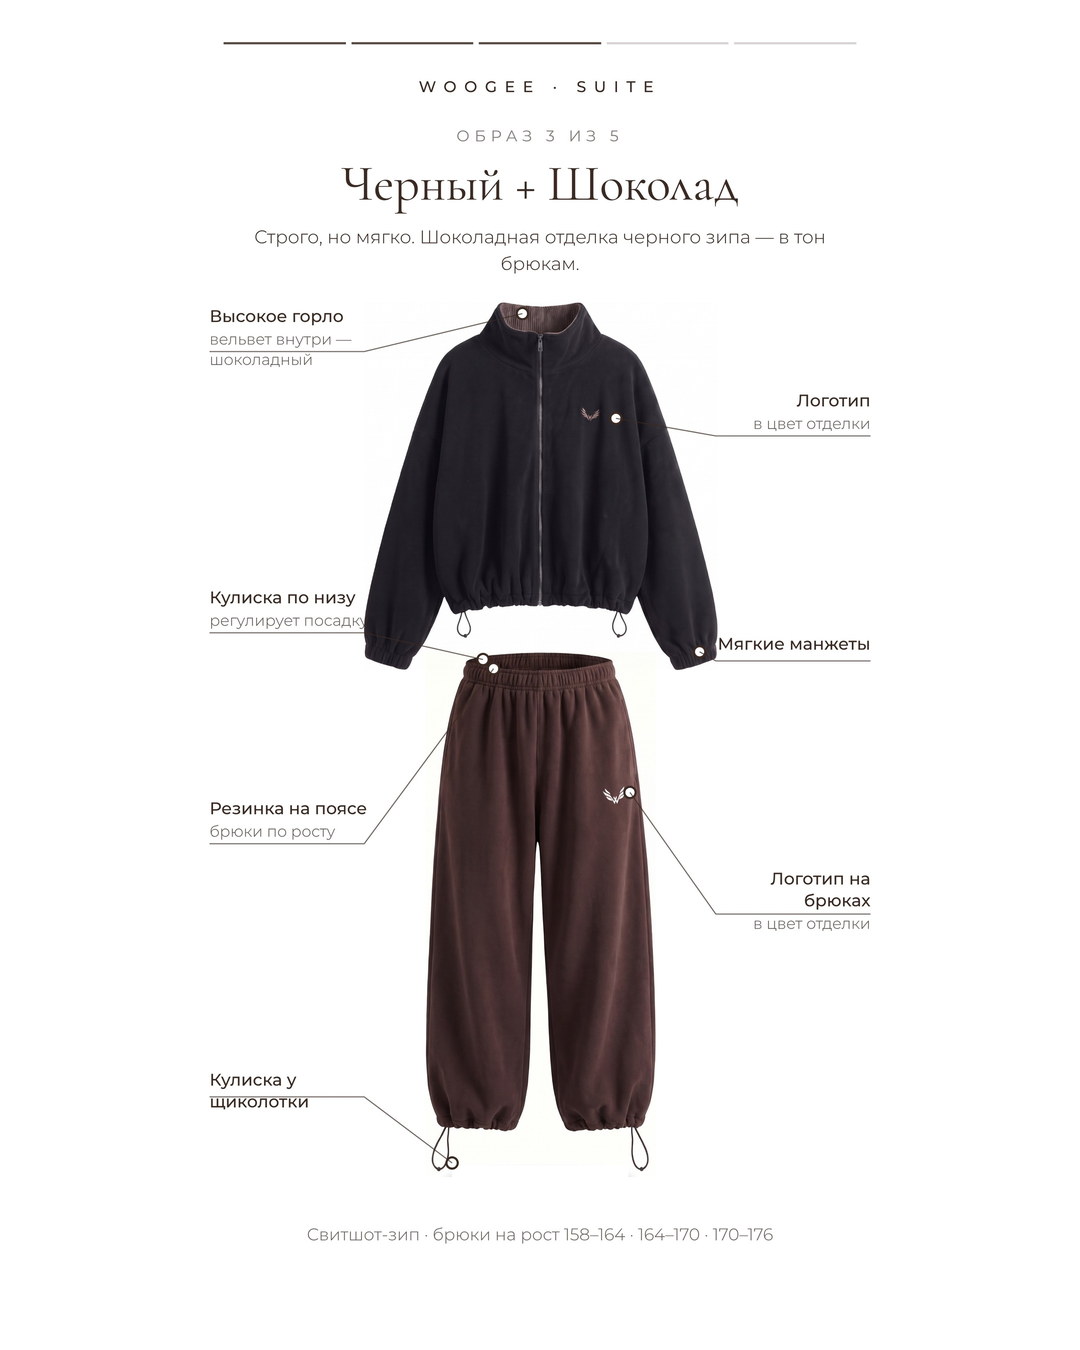 WOOGEE · SUITE
ОБРАЗ 3 ИЗ 5
Черный + Шоколад
Строго, но мягко. Шоколадная отделка черного зипа — в тон
брюкам.
Высокое горло
вельвет внутри —
шоколадный
Логотип
в цвет отделки
Кулиска по низу
регулирует посадку
Мягкие манжеты
Резинка на поясе
брюки по росту
Логотип на
брюках
в цвет отделки
Кулиска у
щиколотки
Свитшот-зип · брюки на рост 158–164 · 164–170 · 170–176